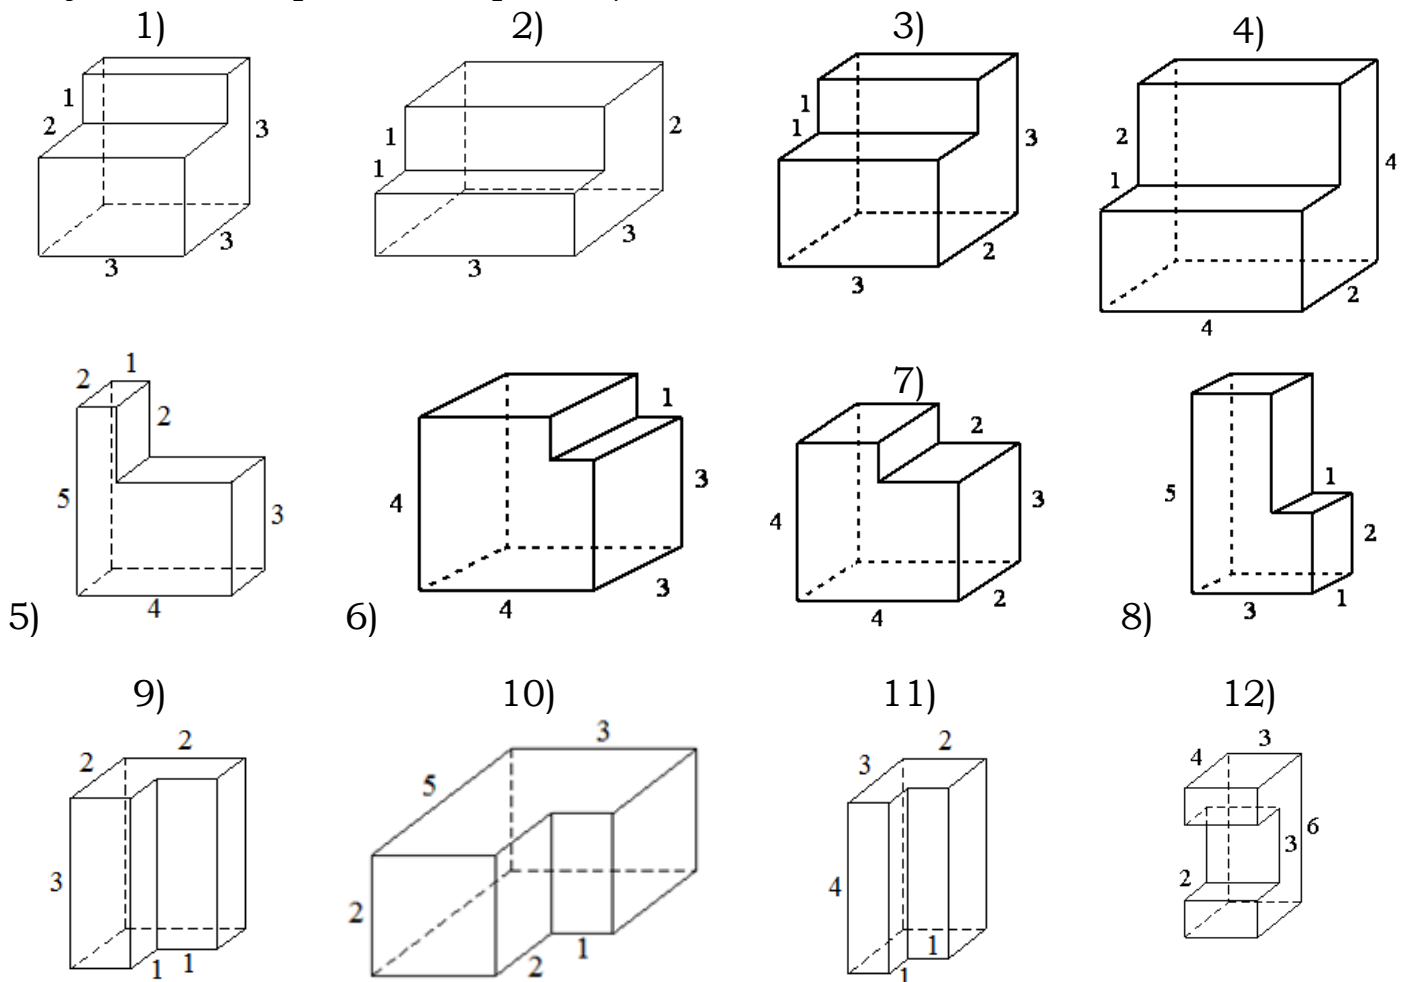 1) 2) 3) 4)
1 2 3 3 3
1 1 2 3 3
1 1 3 2 3
2 1 4 2 4
2 1 2 5 3 4
5)
1 4 3 3 4
6)
7)
2 4 3 2 4
5 1 2 1 3
8)
9) 10) 11) 12)
2 2 3 1 1
3 5 2 1 2
2 3 4 1 1
3 4 6 3 2